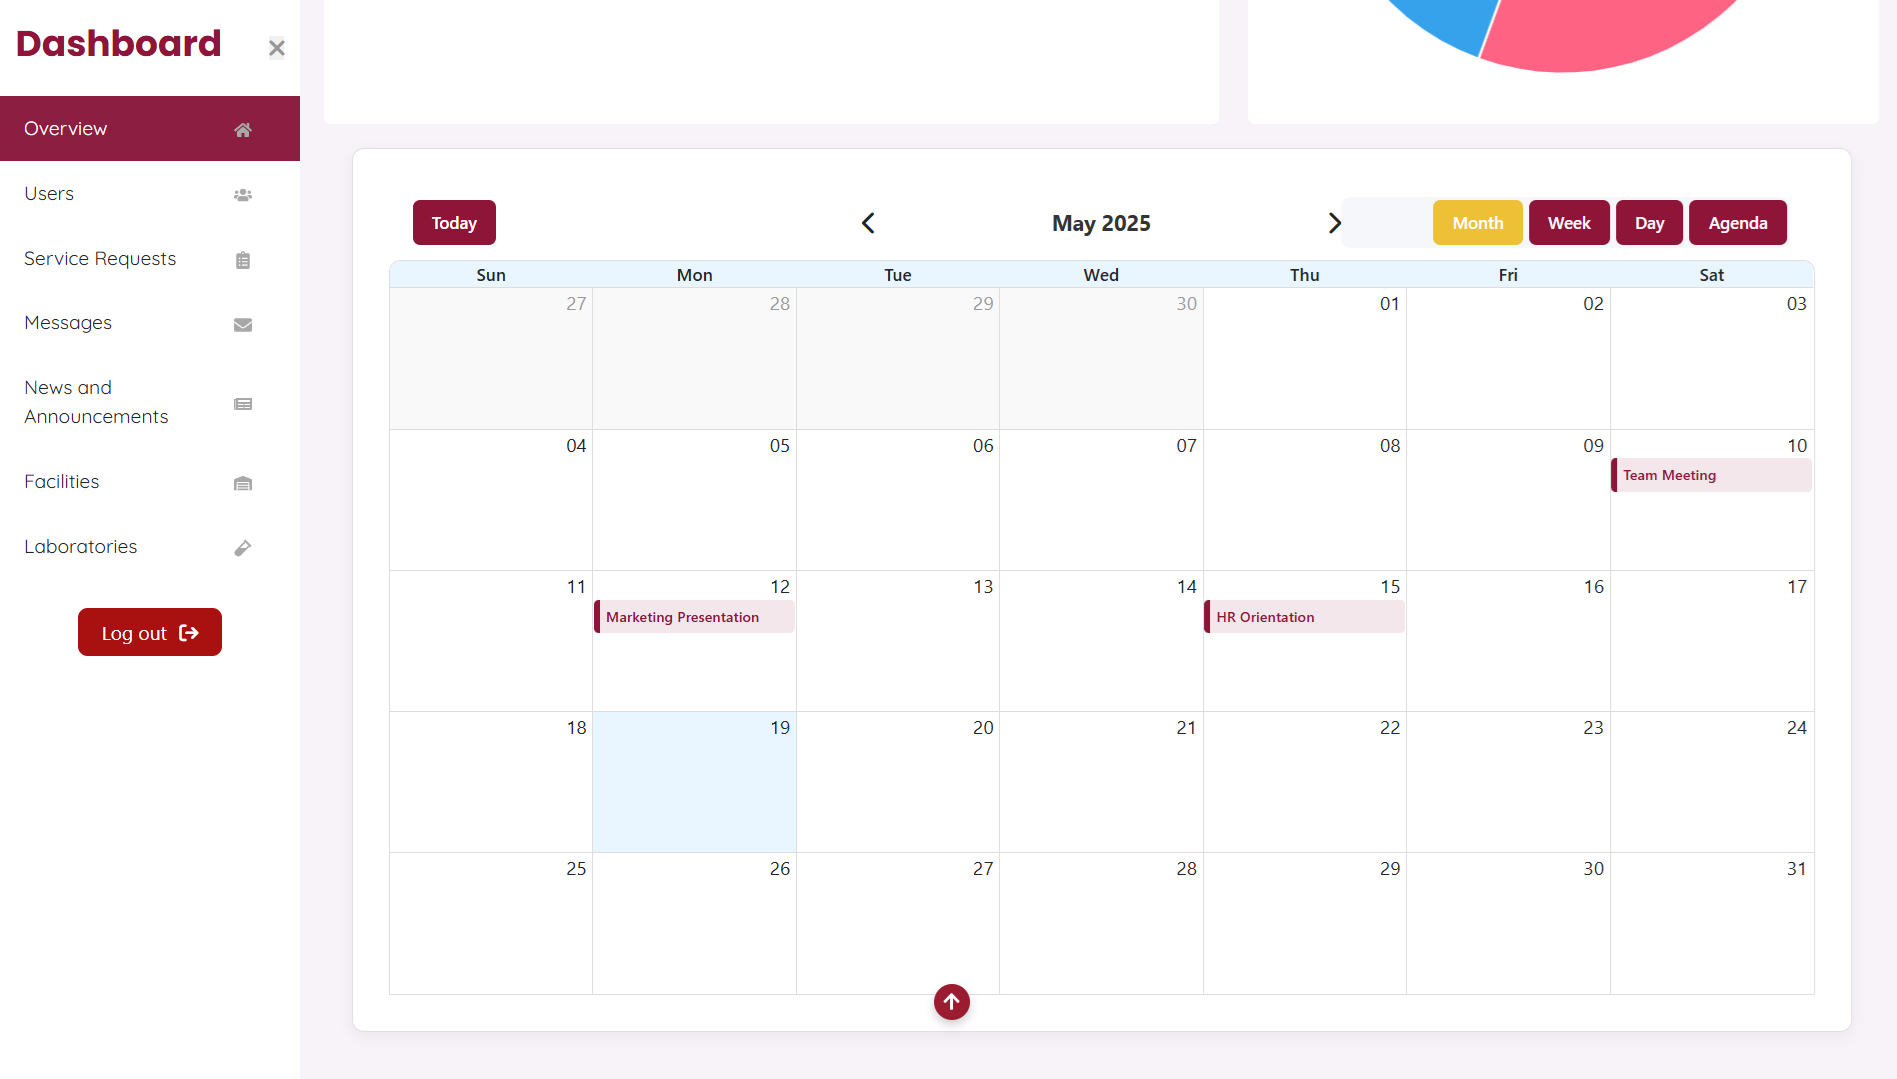 Dashboard
Overview
Users
Service Requests
Messages
News and
Announcements
Facilities
Laboratories
Log out
Today
May 2025
Month Week Day Agenda
Sun Mon Tue Wed Thu Fri Sat
27 28 29 30 01 02 03
04 05 06 07 08 09 10
Team Meeting
11 12 13 14 15 16 17
Marketing Presentation HR Orientation
18 19 20 21 22 23 24
25 26 27 28 29 30 31